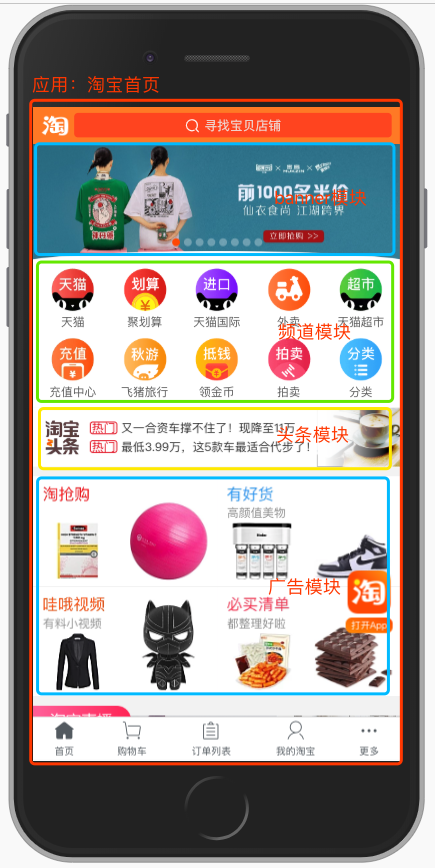 应用：淘宝首页
淘
寻找宝贝店铺
前1000名半价
banner模块
仙衣食尚 江湖跨界
立即抢购 >>
天猫 划算 进口 超市
天猫 聚划算 天猫国际 外卖 天猫超市
频道模块
充值 秋游 抵钱 拍卖 分类
充值中心 飞猪旅行 领金币 拍卖 分类
淘宝头条
热门 又一合资车撑不住了！现降至11万
头条模块
热门 最低3.99万，这5款车最适合代步了！
淘抢购 有好货
高颜值美物
广告模块
淘
哇哦视频 必买清单
打开App
有料小视频 都整理好啦
首页 购物车 订单列表 我的淘宝 更多